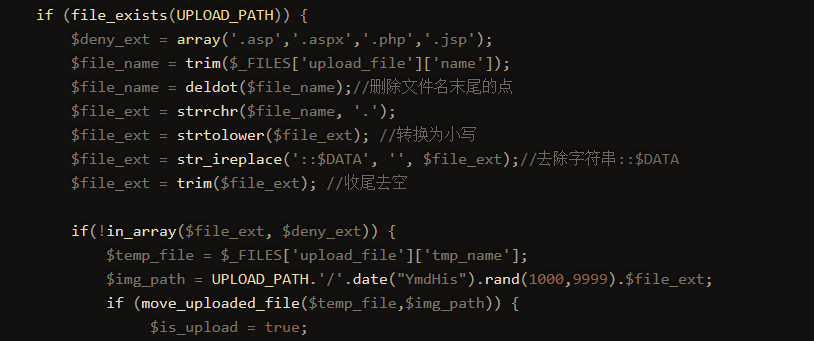 if (file_exists(UPLOAD_PATH)) {
$deny_ext = array('.asp','.aspx','.php','.jsp');
$file_name = trim($_FILES['upload_file']['name']);
$file_name = deldot($file_name);//删除文件名末尾的点
$file_ext = strrchr($file_name, '.');
$file_ext = strtolower($file_ext); //转换为小写
$file_ext = str_ireplace('::$DATA', '', $file_ext);//去除字符串::$DATA
$file_ext = trim($file_ext); //收尾去空
if(!in_array($file_ext, $deny_ext)) {
$temp_file = $_FILES['upload_file']['tmp_name'];
$img_path = UPLOAD_PATH.'/'.date("YmdHis").rand(1000,9999).$file_ext;
if (move_uploaded_file($temp_file,$img_path)) {
$is_upload = true;